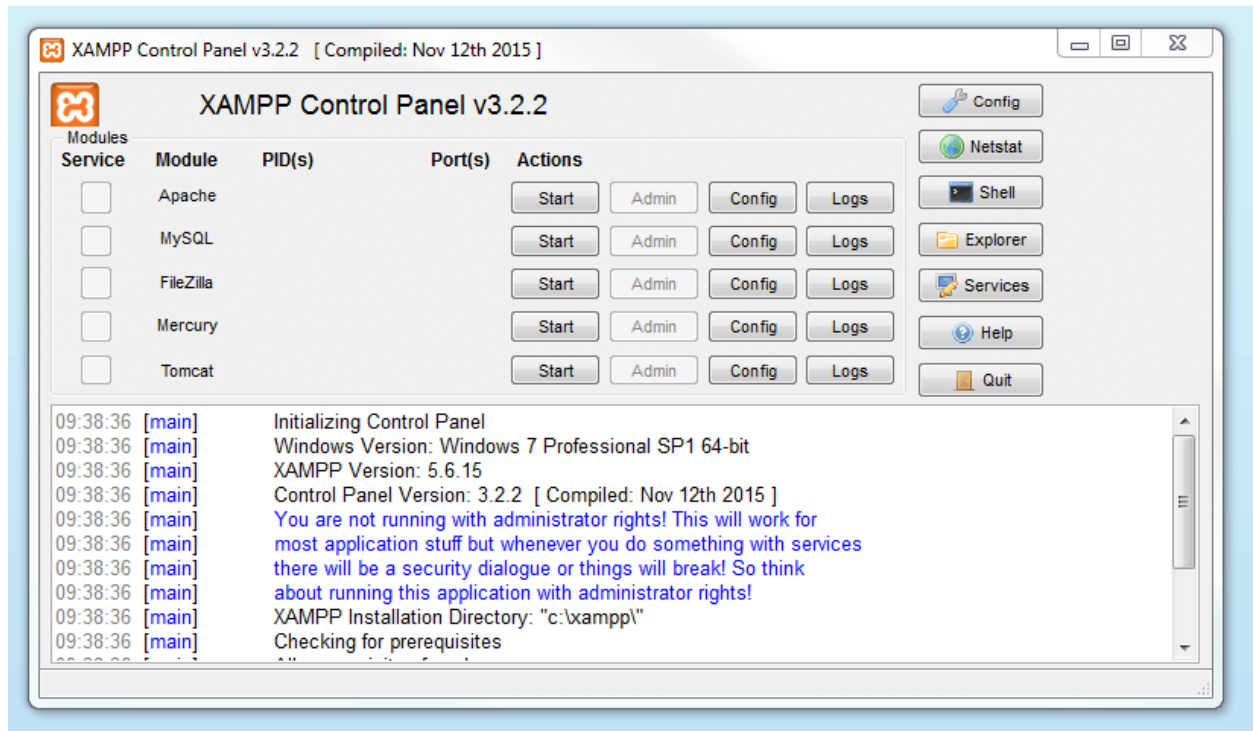 XAMPP Control Panel v3.2.2 [ Compiled: Nov 12th 2015 ]
XAMPP Control Panel v3.2.2
Config
Modules
Service Module PID(s) Port(s) Actions
Netstat
Apache Start Admin Config Logs
Shell
MySQL Start Admin Config Logs
Explorer
FileZilla Start Admin Config Logs
Services
Mercury Start Admin Config Logs
Help
Tomcat Start Admin Config Logs
Quit
09:38:36 [main] Initializing Control Panel
09:38:36 [main] Windows Version: Windows 7 Professional SP1 64-bit
09:38:36 [main] XAMPP Version: 5.6.15
09:38:36 [main] Control Panel Version: 3.2.2 [ Compiled: Nov 12th 2015 ]
09:38:36 [main] You are not running with administrator rights! This will work for
09:38:36 [main] most application stuff but whenever you do something with services
09:38:36 [main] there will be a security dialogue or things will break! So think
09:38:36 [main] about running this application with administrator rights!
09:38:36 [main] XAMPP Installation Directory: "c:\xampp\"
09:38:36 [main] Checking for prerequisites